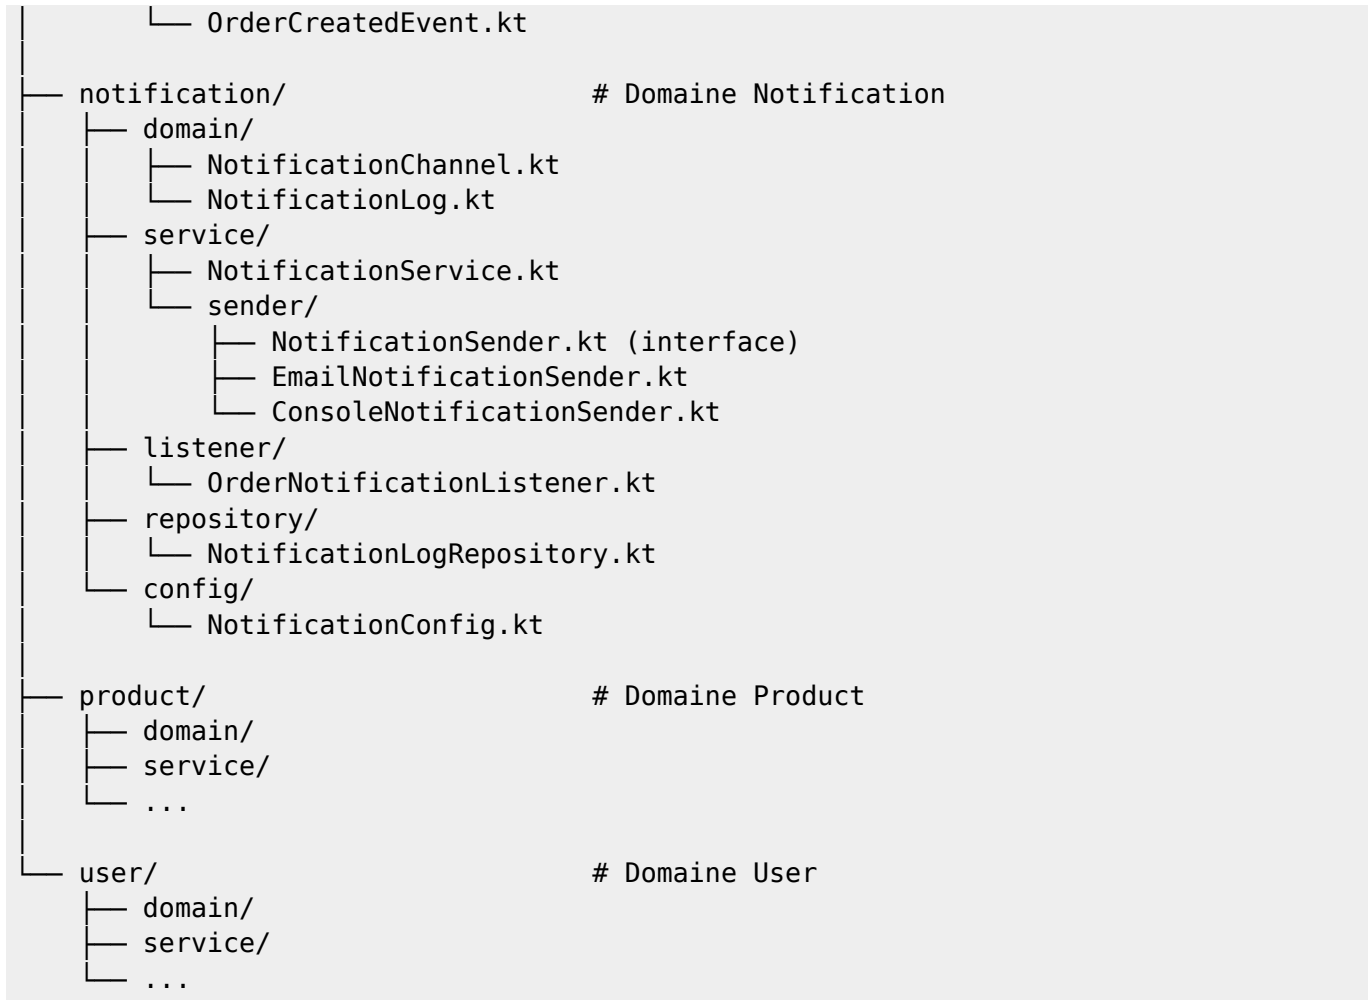 │       └── OrderCreatedEvent.kt
│
├── notification/                   # Domaine Notification
│   ├── domain/
│   │   ├── NotificationChannel.kt
│   │   └── NotificationLog.kt
│   ├── service/
│   │   ├── NotificationService.kt
│   │   └── sender/
│   │       ├── NotificationSender.kt (interface)
│   │       ├── EmailNotificationSender.kt
│   │       └── ConsoleNotificationSender.kt
│   ├── listener/
│   │   └── OrderNotificationListener.kt
│   ├── repository/
│   │   └── NotificationLogRepository.kt
│   └── config/
│       └── NotificationConfig.kt
│
├── product/                        # Domaine Product
│   ├── domain/
│   ├── service/
│   └── ...
│
└── user/                           # Domaine User
    ├── domain/
    ├── service/
    └── ...